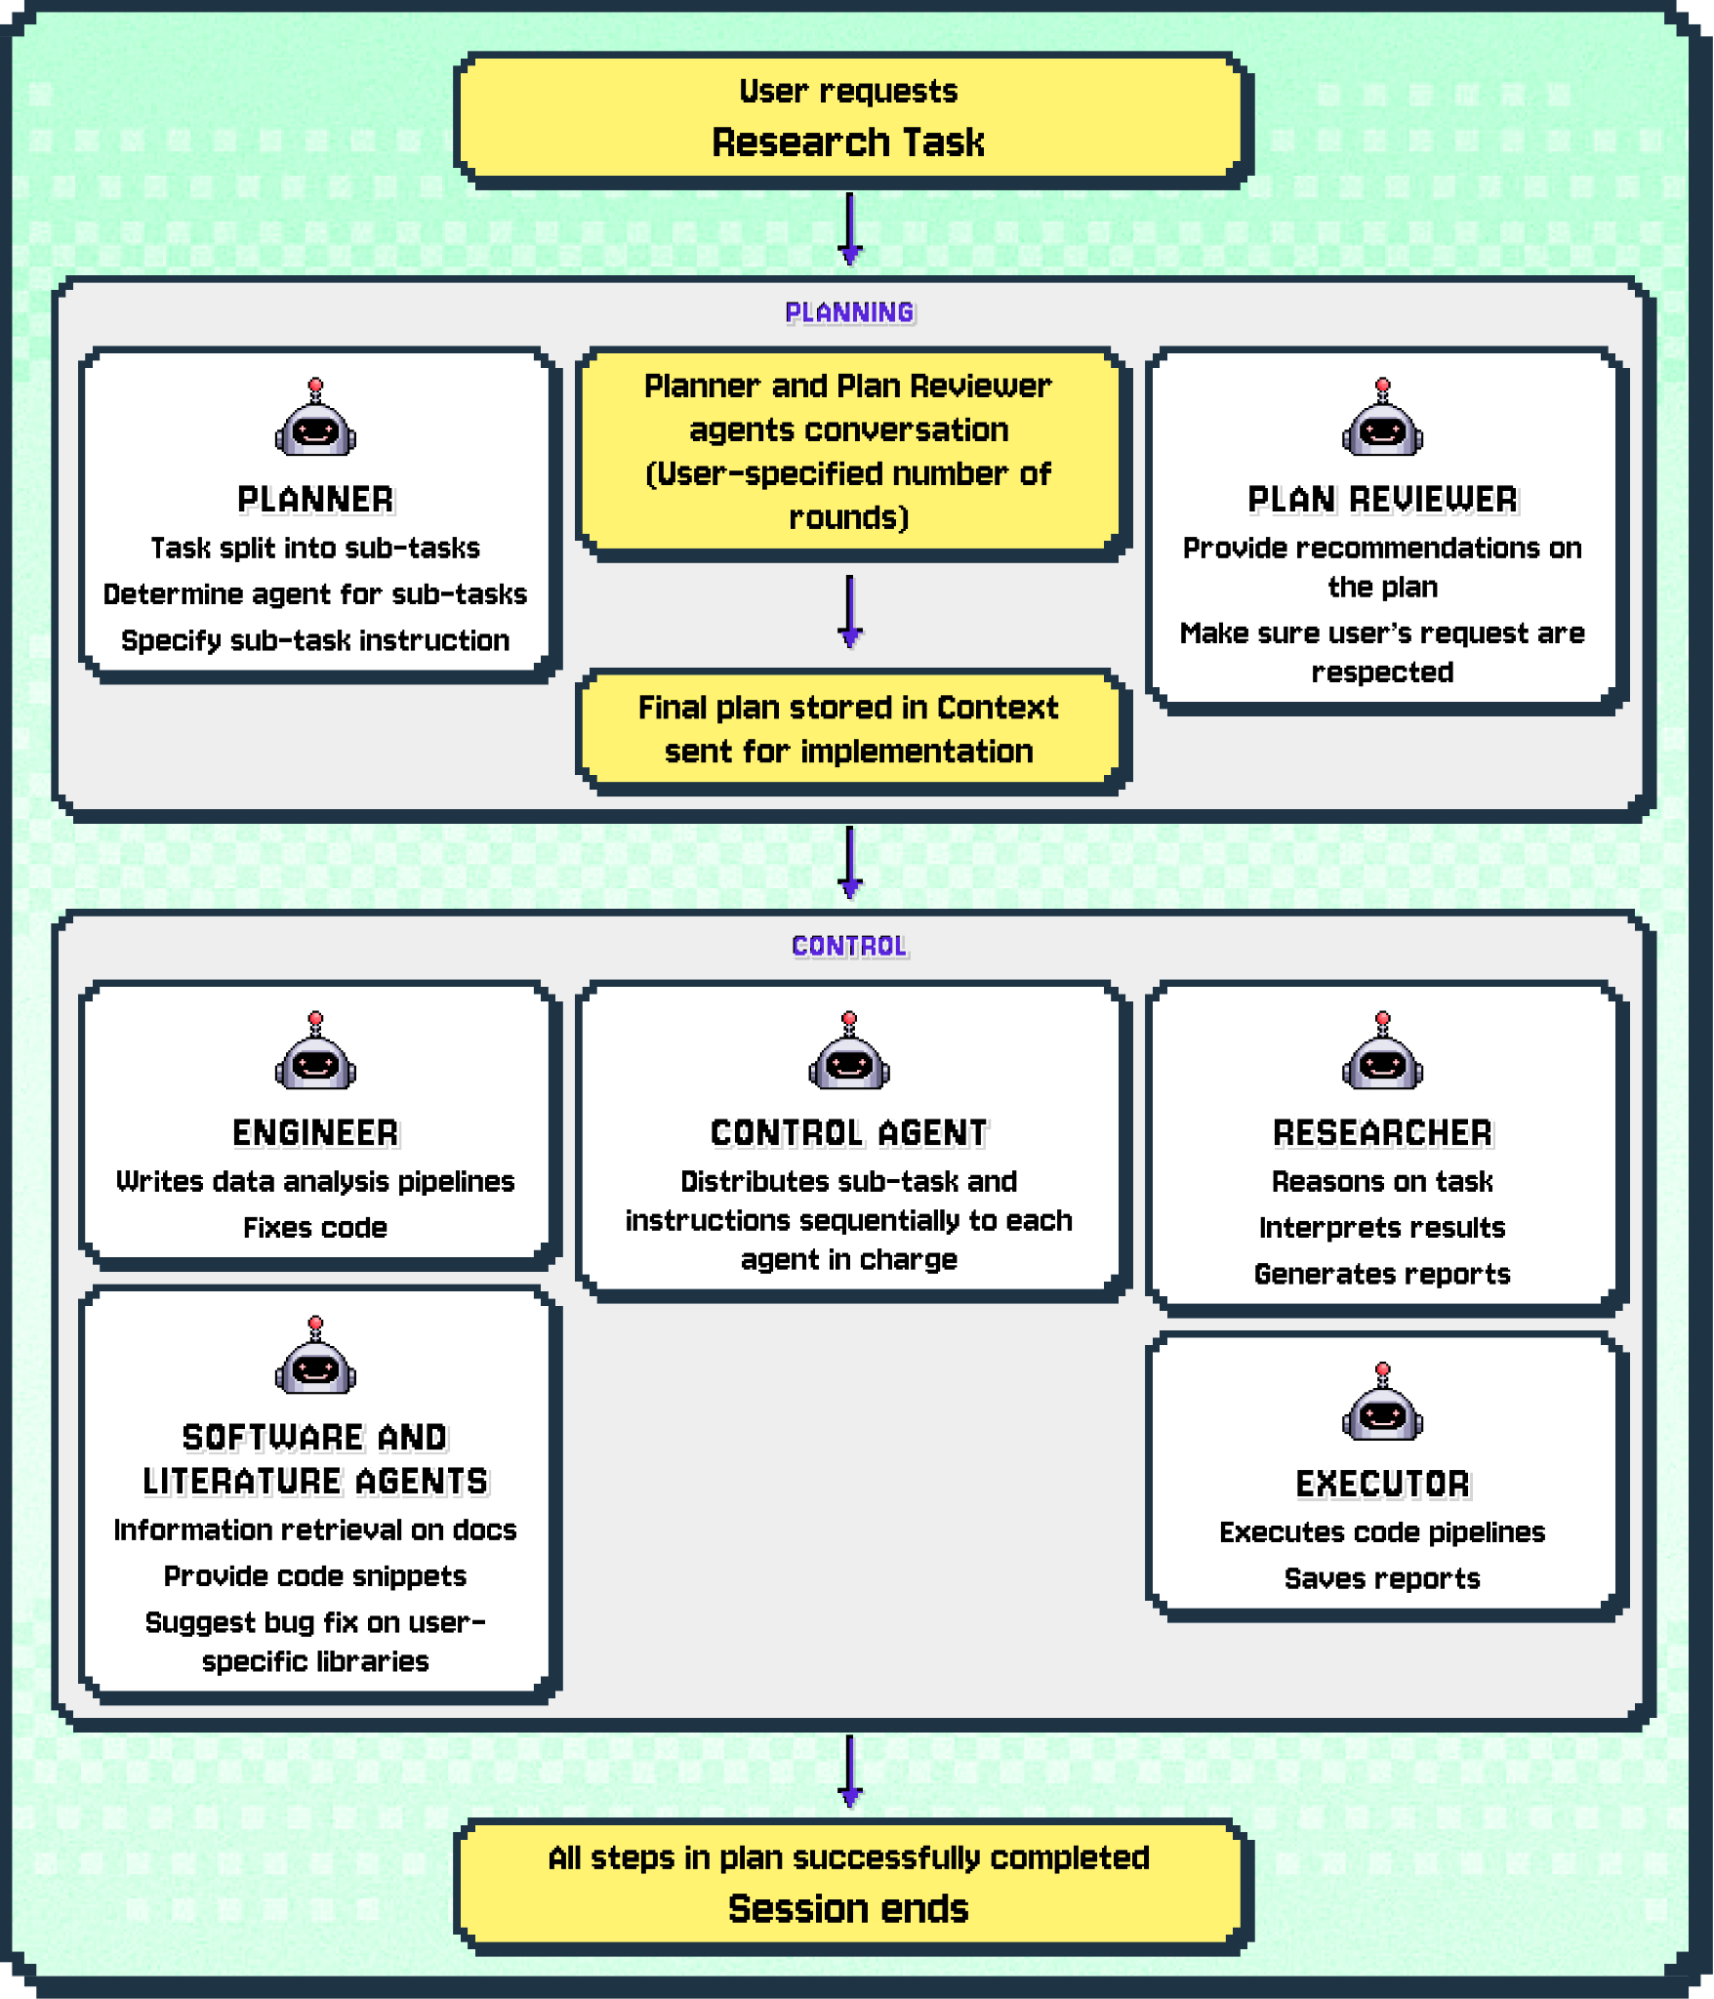 User requests
Research Task
PLANNING
PLANNER
Task split into sub-tasks
Determine agent for sub-tasks
Specify sub-task instruction
Planner and Plan Reviewer
agents conversation
(User-specified number of
rounds)
Final plan stored in Context
sent for implementation
PLAN REVIEWER
Provide recommendations on
the plan
Make sure user's request are
respected
CONTROL
ENGINEER
Writes data analysis pipelines
Fixes code
CONTROL AGENT
Distributes sub-task and
instructions sequentially to each
agent in charge
RESEARCHER
Reasons on task
Interprets results
Generates reports
SOFTWARE AND
LITERATURE AGENTS
Information retrieval on docs
Provide code snippets
Suggest bug fix on user-
specific libraries
EXECUTOR
Executes code pipelines
Saves reports
All steps in plan successfully completed
Session ends